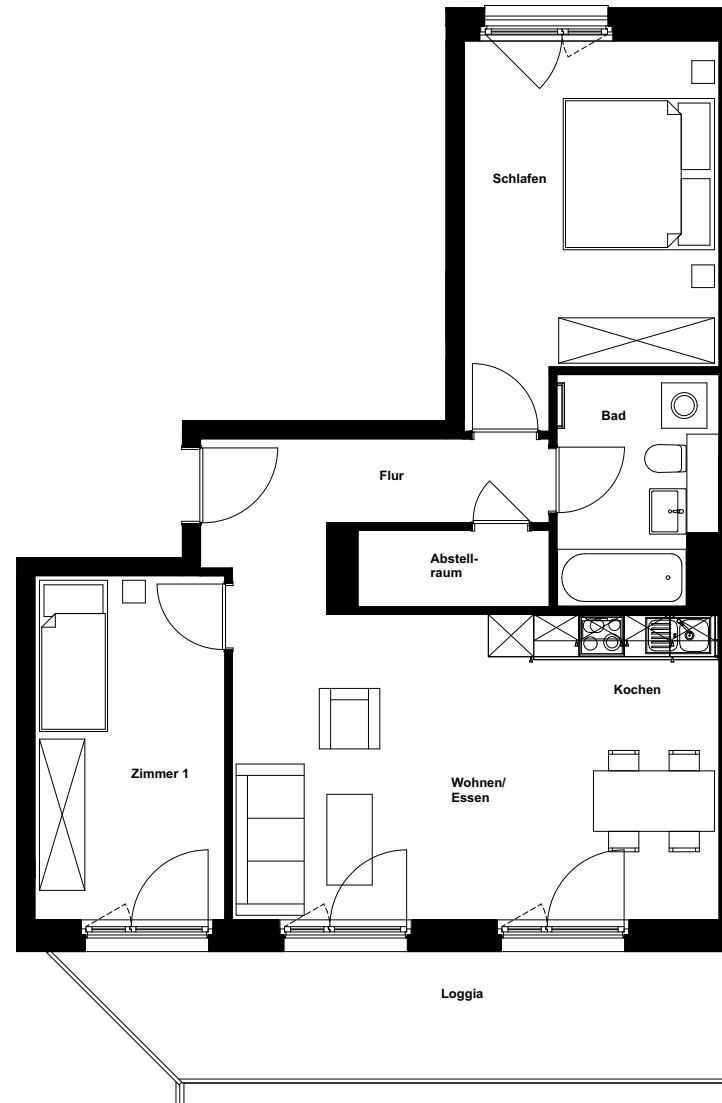 Schlafen
Bad
Flur
Abstell-
raum
Kochen
Zimmer 1
Wohnen/
Essen
Loggia